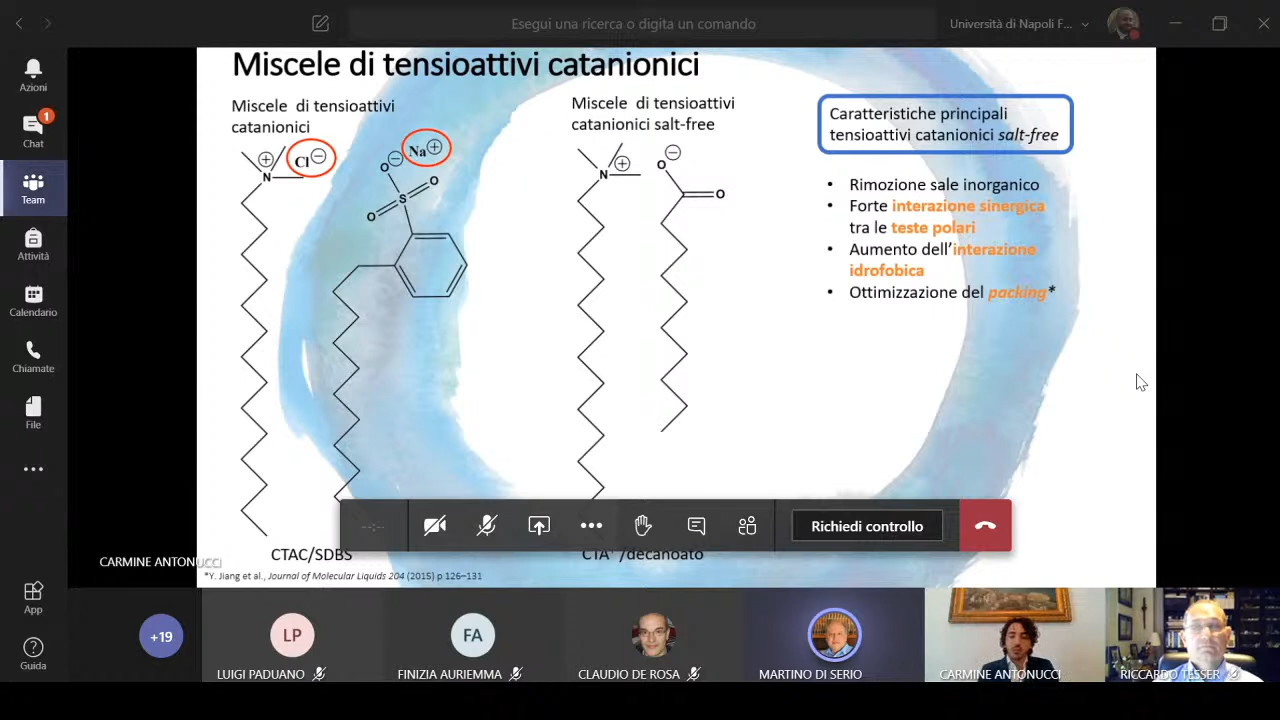 Esegui una ricerca o digita un comando
Università di Napoli F...
Azioni
Chat
1
Team
Attività
Calendario
Chiamate
File
App
Guida
Miscele di tensioattivi catanionici
Miscele di tensioattivi
catanionici
N
Cl
Na
O
O
S
O
CTAC/SDBS
Miscele di tensioattivi
catanionici salt-free
N
O
O
/decanoato
Caratteristiche principali
tensioattivi catanionici salt-free
• Rimozione sale inorganico
• Forte interazione sinergica
tra le teste polari
• Aumento dell'interazione
idrofobica
• Ottimizzazione del packing*
--:--
Richiedi controllo
CARMINE ANTONUCCI
*Y. Jiang et al., Journal of Molecular Liquids 204 (2015) p 126–131
+19
LP
LUIGI PADUANO
FA
FINIZIA AURIEMMA
CLAUDIO DE ROSA
MARTINO DI SERIO
CARMINE ANTONUCCI
RICCARDO TESSER